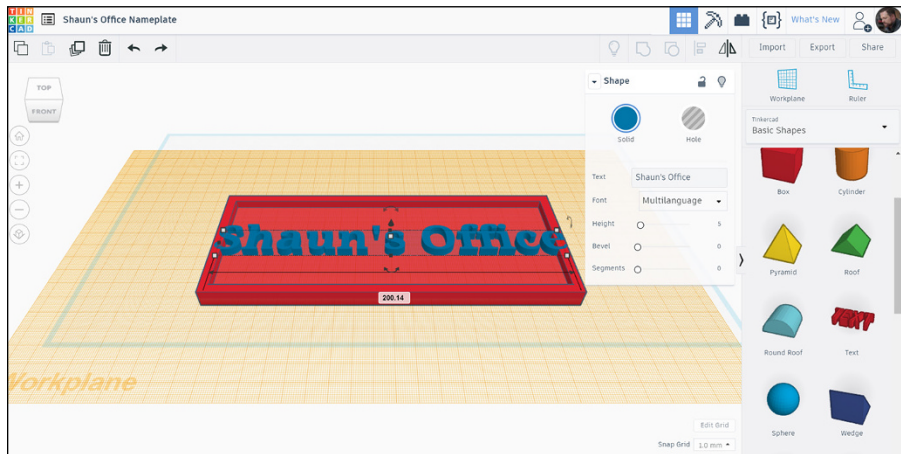 TIN
KER
CAD
Shaun's Office Nameplate
What's New
Import
Export
Share
TOP
FRONT
Workplane
Shaun's Office
200.14
Shape
Solid
Hole
Text
Shaun's Office
Font
Multilanguage
Height
5
Bevel
0
Segments
0
Edit Grid
Snap Grid
1.0 mm
Workplane
Ruler
Tinkercad
Basic Shapes
Box
Cylinder
Pyramid
Roof
TEXT
Round Roof
Text
Sphere
Wedge